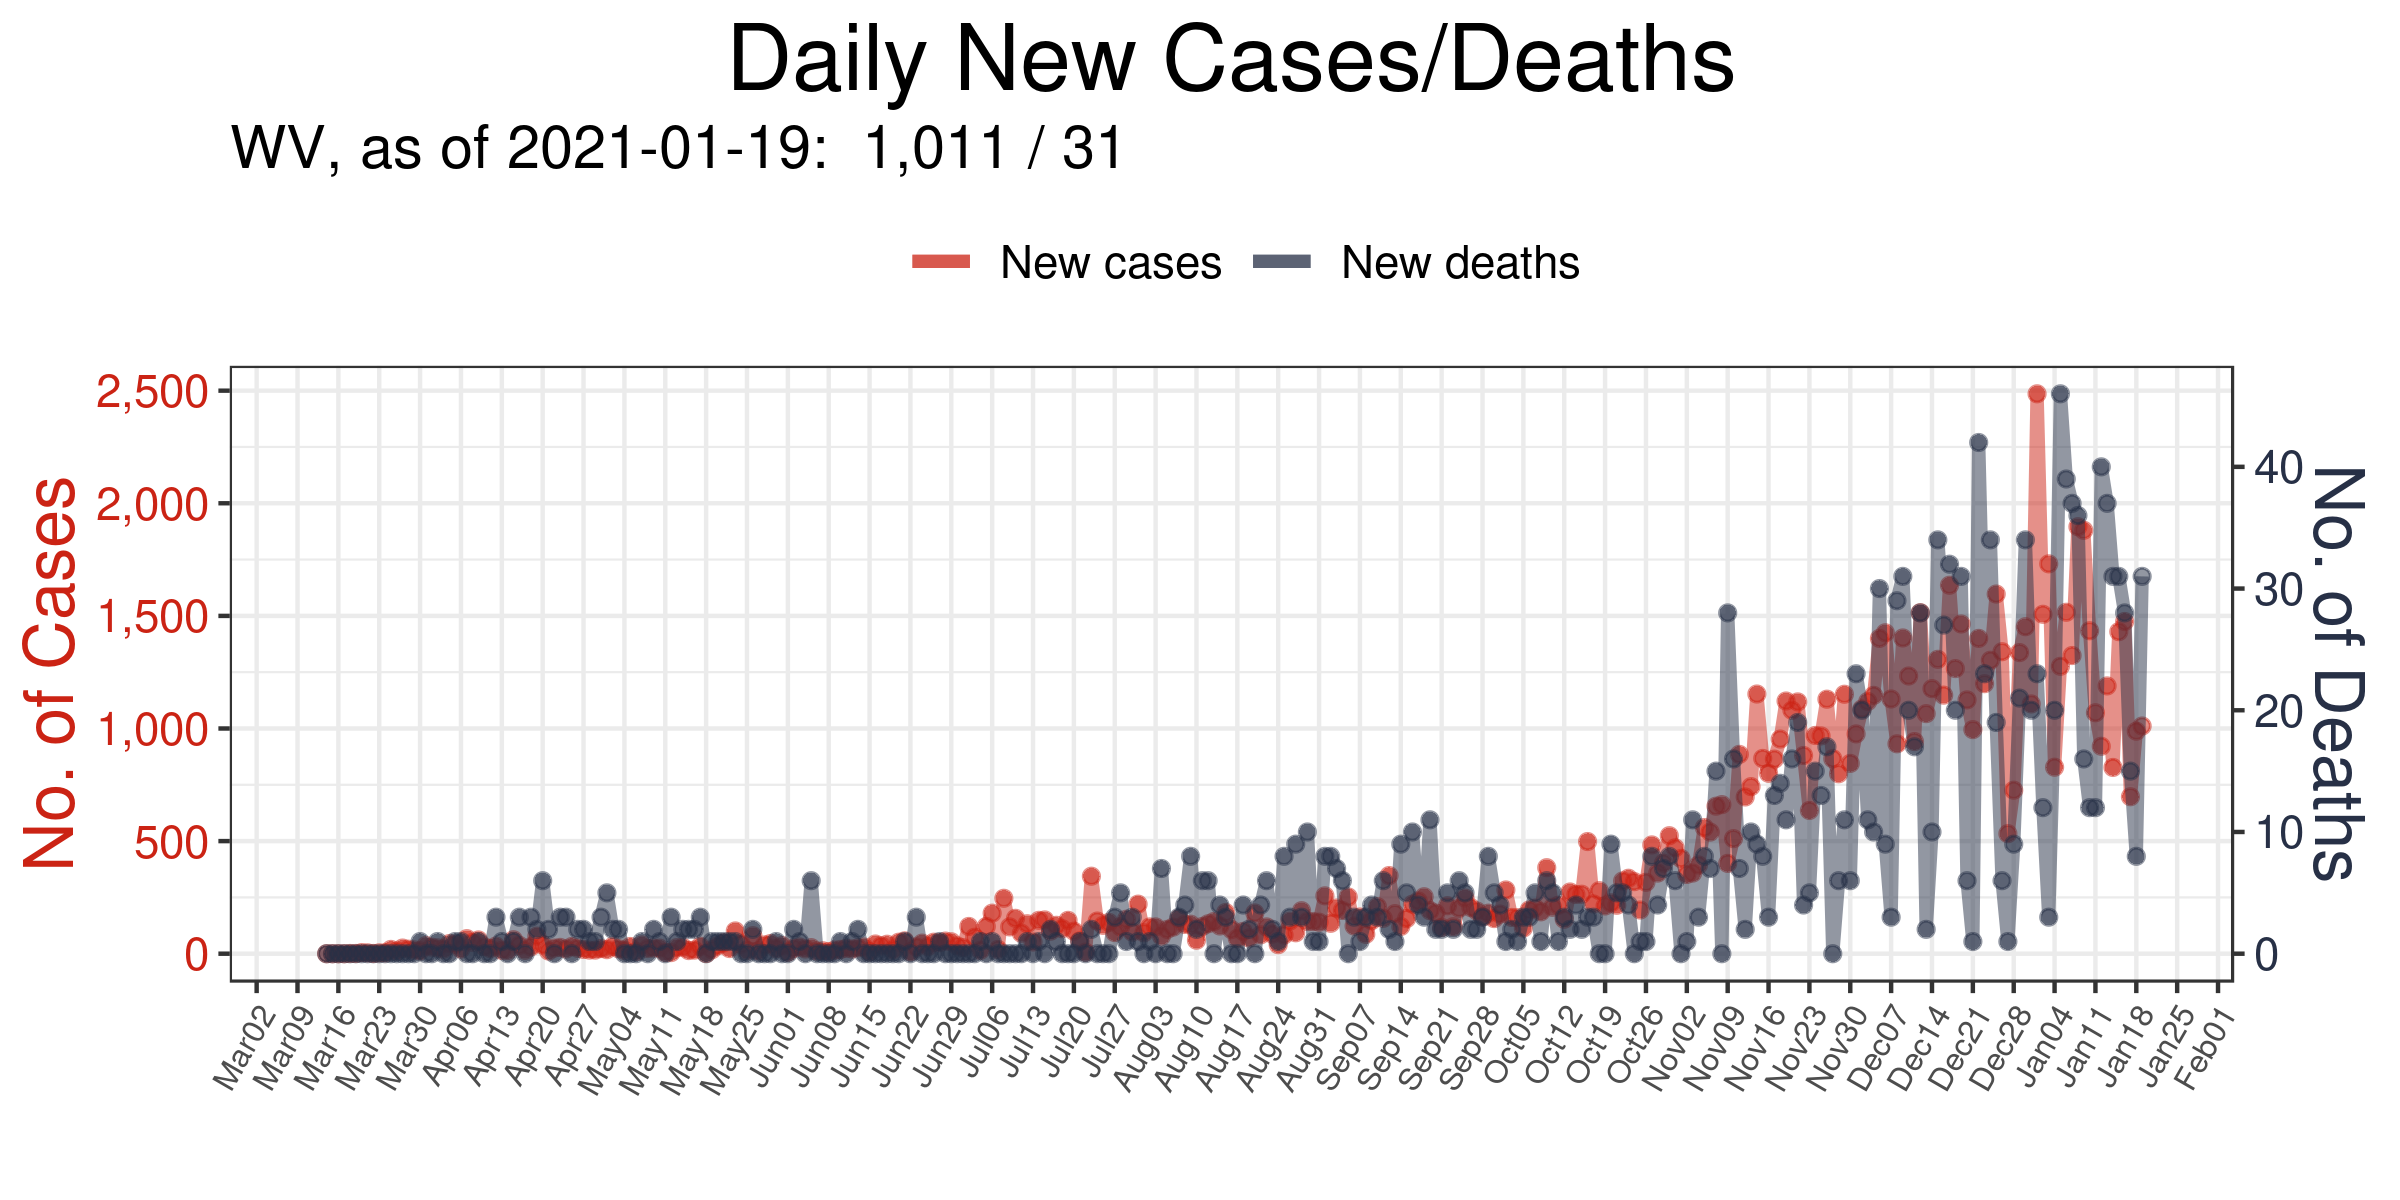 Daily New Cases/Deaths
WV, as of 2021-01-19:  1,011 / 31
New cases
New deaths
No. of Cases
2,500
2,000
1,500
1,000
500
0
40
30
20
10
0
No. of Deaths
Mar02
Mar09
Mar16
Mar23
Mar30
Apr06
Apr13
Apr20
Apr27
May04
May11
May18
May25
Jun01
Jun08
Jun15
Jun22
Jun29
Jul06
Jul13
Jul20
Jul27
Aug03
Aug10
Aug17
Aug24
Aug31
Sep07
Sep14
Sep21
Sep28
Oct05
Oct12
Oct19
Oct26
Nov02
Nov09
Nov16
Nov23
Nov30
Dec07
Dec14
Dec21
Dec28
Jan04
Jan11
Jan18
Jan25
Feb01